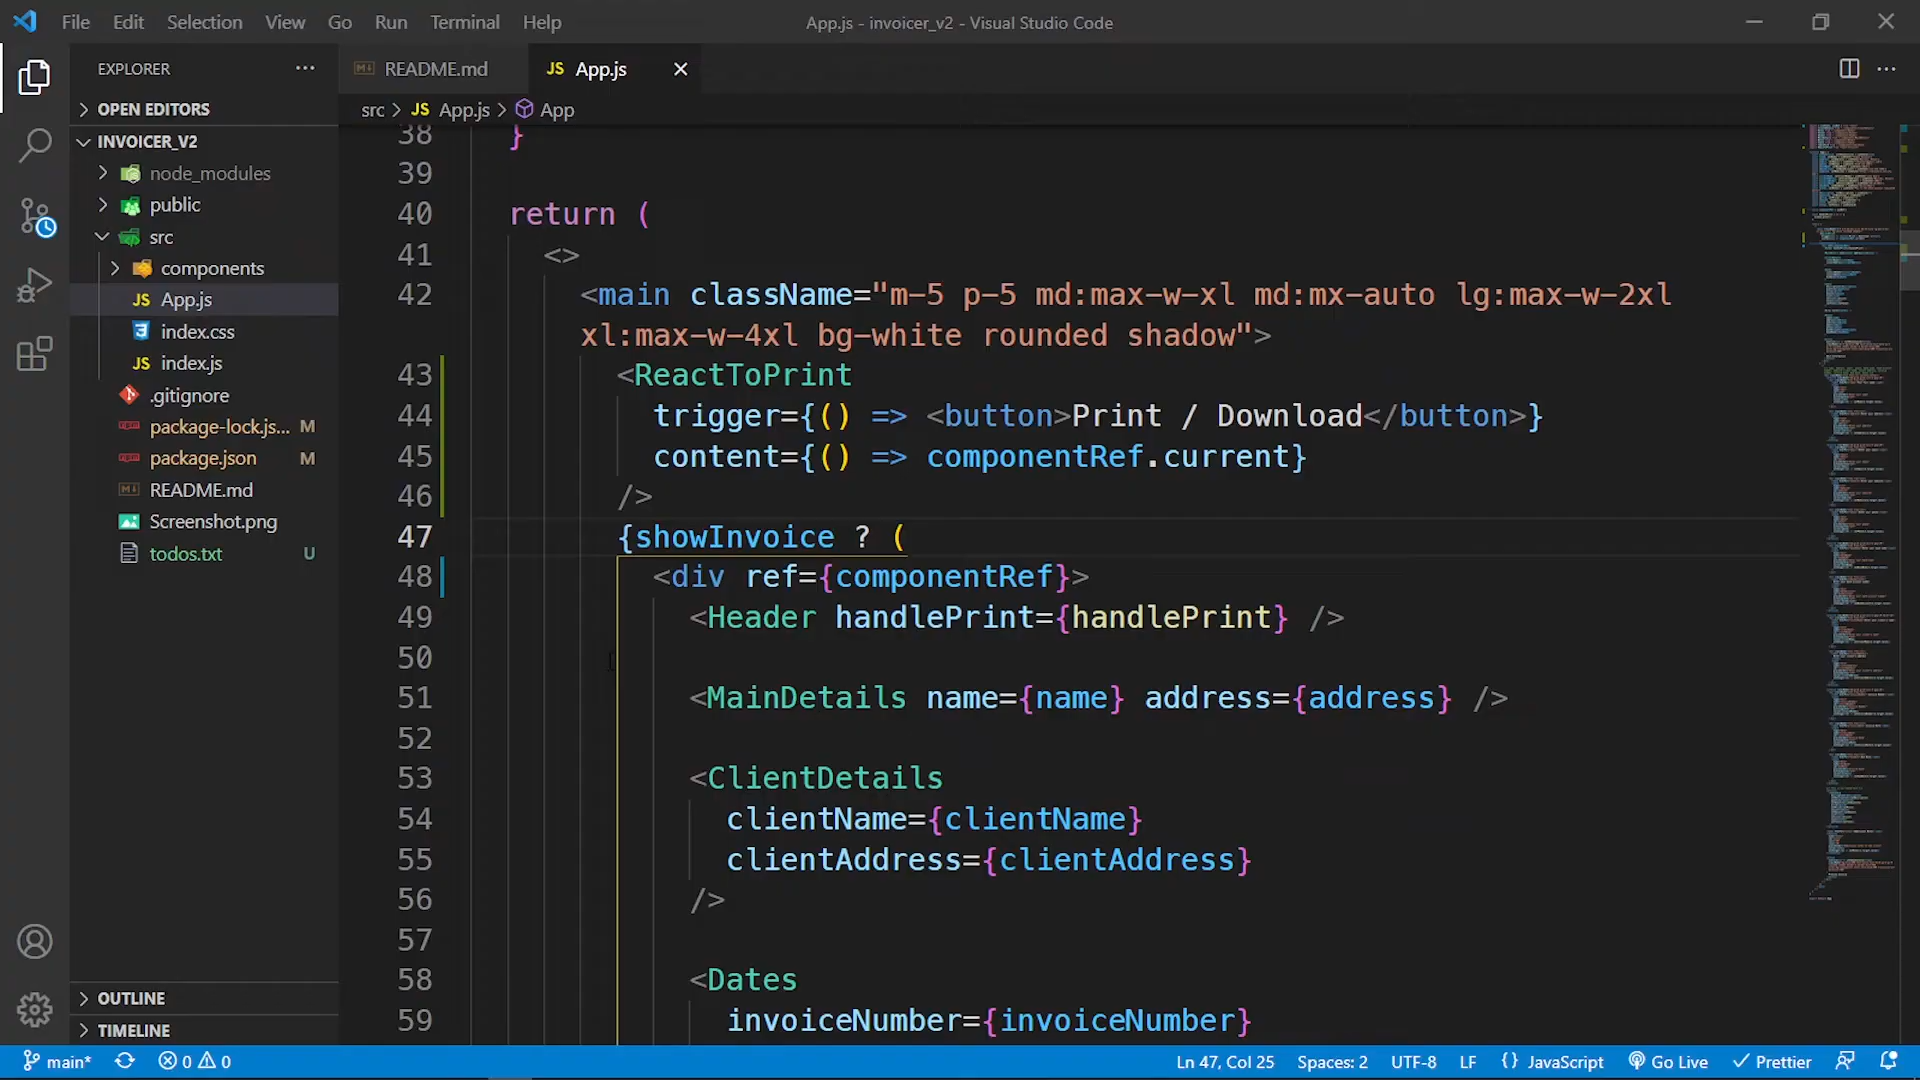 File Edit Selection View Go Run Terminal Help
App.js - invoicer_v2 - Visual Studio Code
EXPLORER
README.md
JS App.js
OPEN EDITORS
src > JS App.js > App
INVOICER_V2
node_modules
public
src
components
JS App.js
index.css
JS index.js
.gitignore
package-lock.js... M
package.json M
README.md
Screenshot.png
todos.txt U
OUTLINE
TIMELINE
38 }
39
40 return (
41 <>
42 <main className="m-5 p-5 md:max-w-xl md:mx-auto lg:max-w-2xl
xl:max-w-4xl bg-white rounded shadow">
43 <ReactToPrint
44 trigger={() => <button>Print / Download</button>}
45 content={() => componentRef.current}
46 />
47 {showInvoice ? (
48 <div ref={componentRef}>
49 <Header handlePrint={handlePrint} />
50
51 <MainDetails name={name} address={address} />
52
53 <ClientDetails
54 clientName={clientName}
55 clientAddress={clientAddress}
56 />
57
58 <Dates
59 invoiceNumber={invoiceNumber}
main* 0 0 Ln 47, Col 25 Spaces: 2 UTF-8 LF {} JavaScript Go Live Prettier